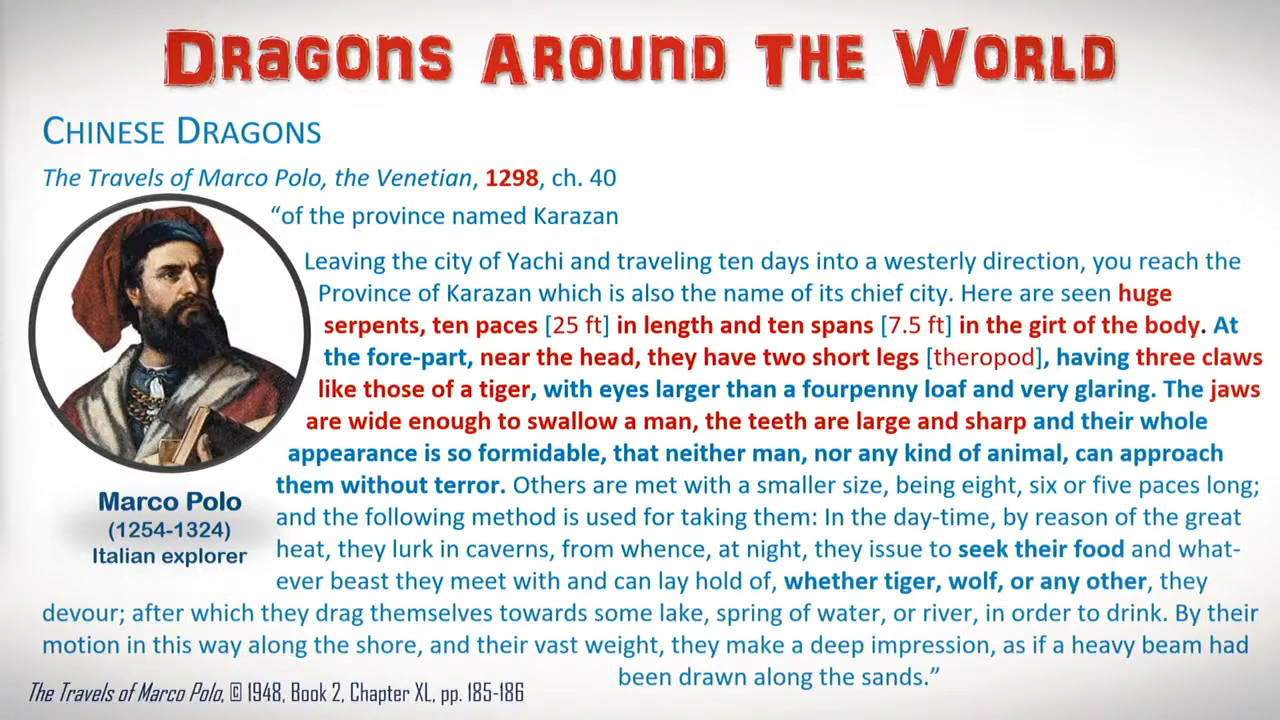 DRAGONS AROUND THE WORLD
CHINESE DRAGONS
The Travels of Marco Polo, the Venetian, 1298, ch. 40
“of the province named Karazan
Leaving the city of Yachi and traveling ten days into a westerly direction, you reach the
Province of Karazan which is also the name of its chief city. Here are seen huge
serpents, ten paces [25 ft] in length and ten spans [7.5 ft] in the girt of the body. At
the fore-part, near the head, they have two short legs [theropod], having three claws
like those of a tiger, with eyes larger than a fourpenny loaf and very glaring. The jaws
are wide enough to swallow a man, the teeth are large and sharp and their whole
appearance is so formidable, that neither man, nor any kind of animal, can approach
them without terror. Others are met with a smaller size, being eight, six or five paces long;
and the following method is used for taking them: In the day-time, by reason of the great
heat, they lurk in caverns, from whence, at night, they issue to seek their food and what-
ever beast they meet with and can lay hold of, whether tiger, wolf, or any other, they
devour; after which they drag themselves towards some lake, spring of water, or river, in order to drink. By their
motion in this way along the shore, and their vast weight, they make a deep impression, as if a heavy beam had
been drawn along the sands.”
Marco Polo
(1254-1324)
Italian explorer
The Travels of Marco Polo, © 1948, Book 2, Chapter XL, pp. 185-186